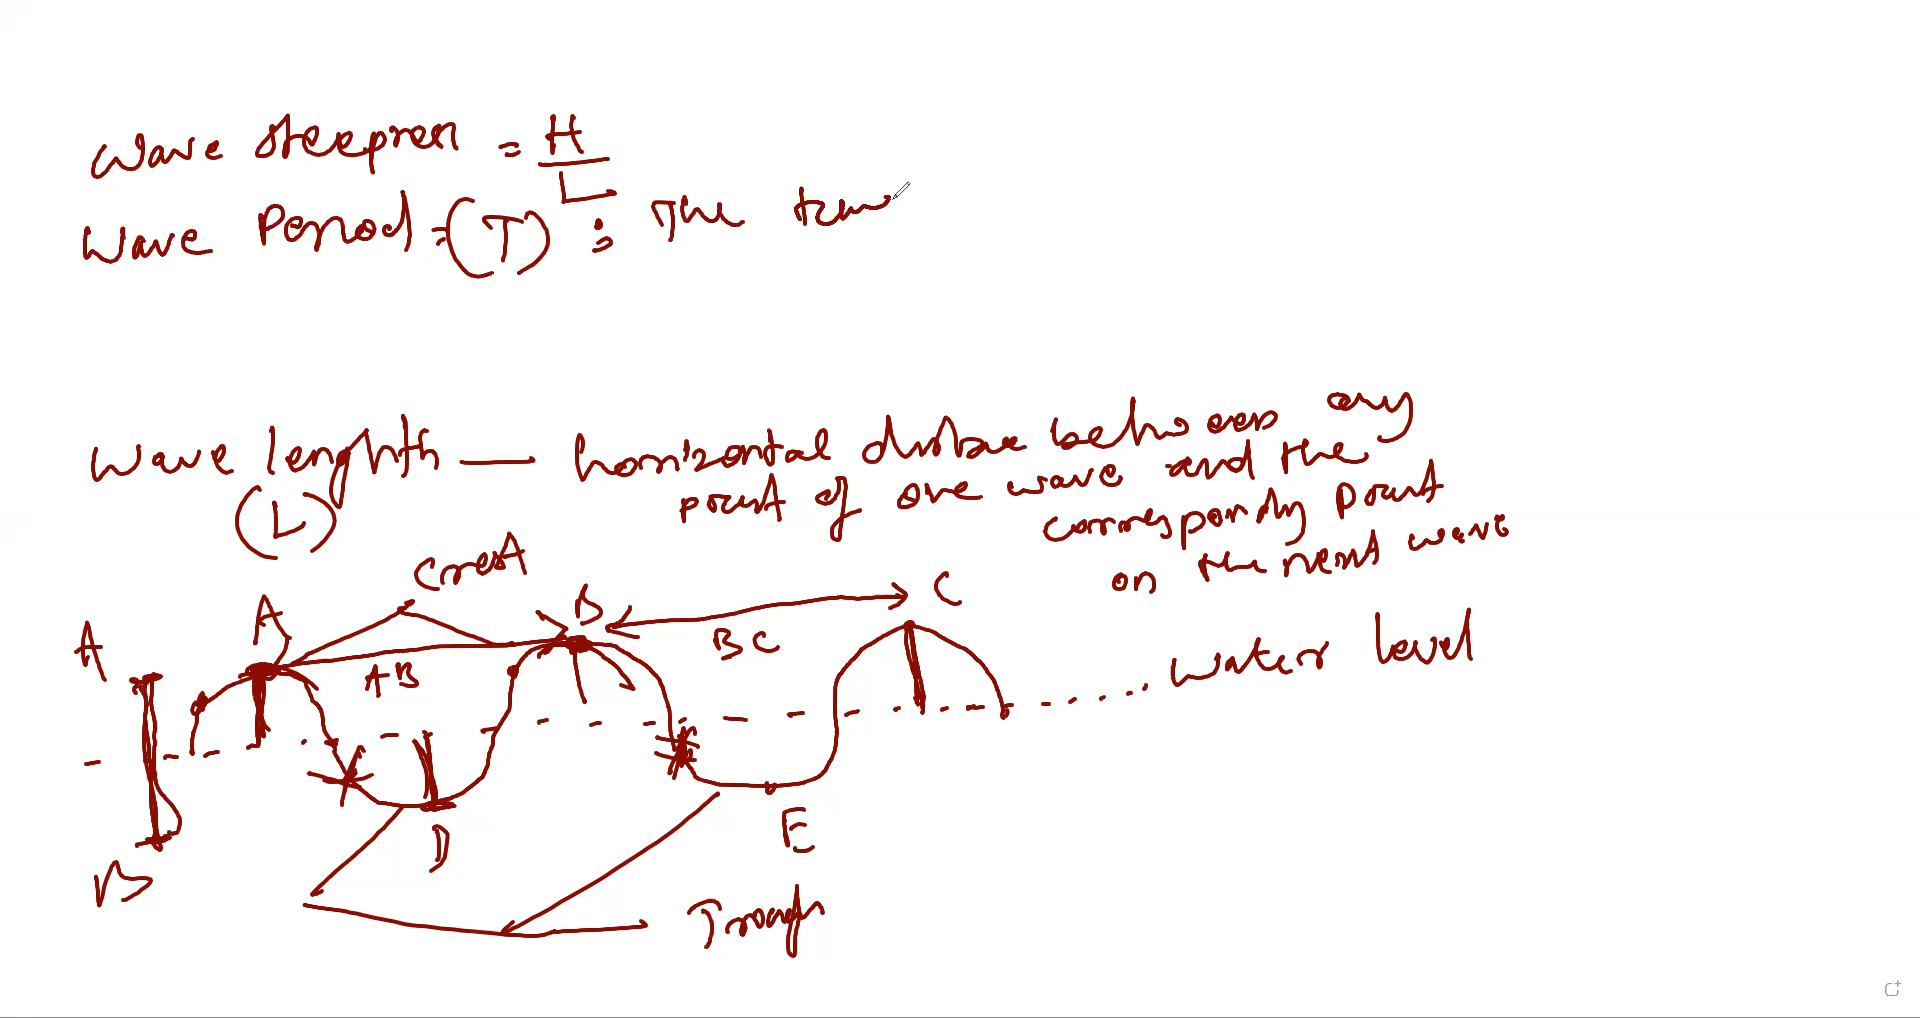 Wave steepness = H/L
Wave Period = (T) : The time
Wave lenghth — horizontal distance between any
point of one wave and the
corresponding point
on the next wave
(L)
Crest
A
A
B
C
AB
BC
Water level
D
E
B
Trough